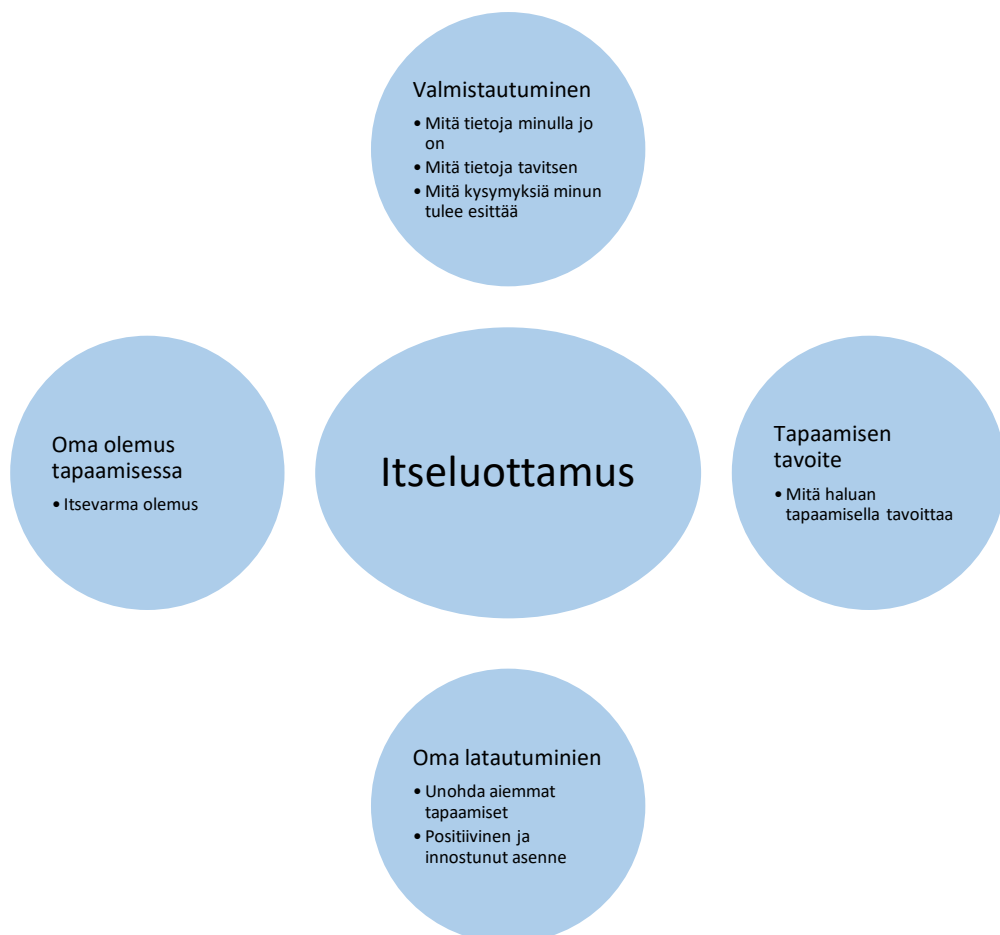 Valmistautuminen
• Mitä tietoja minulla jo
on
• Mitä tietoja tavitsen
• Mitä kysymyksiä minun
tulee esittää
Oma olemus
tapaamisessa
• Itsevarma olemus
Itseluottamus
Tapaamisen
tavoite
• Mitä haluan
tapaamisella tavoittaa
Oma latautuminien
• Unohda aiemmat
tapaamiset
• Positiivinen ja
innostunut asenne